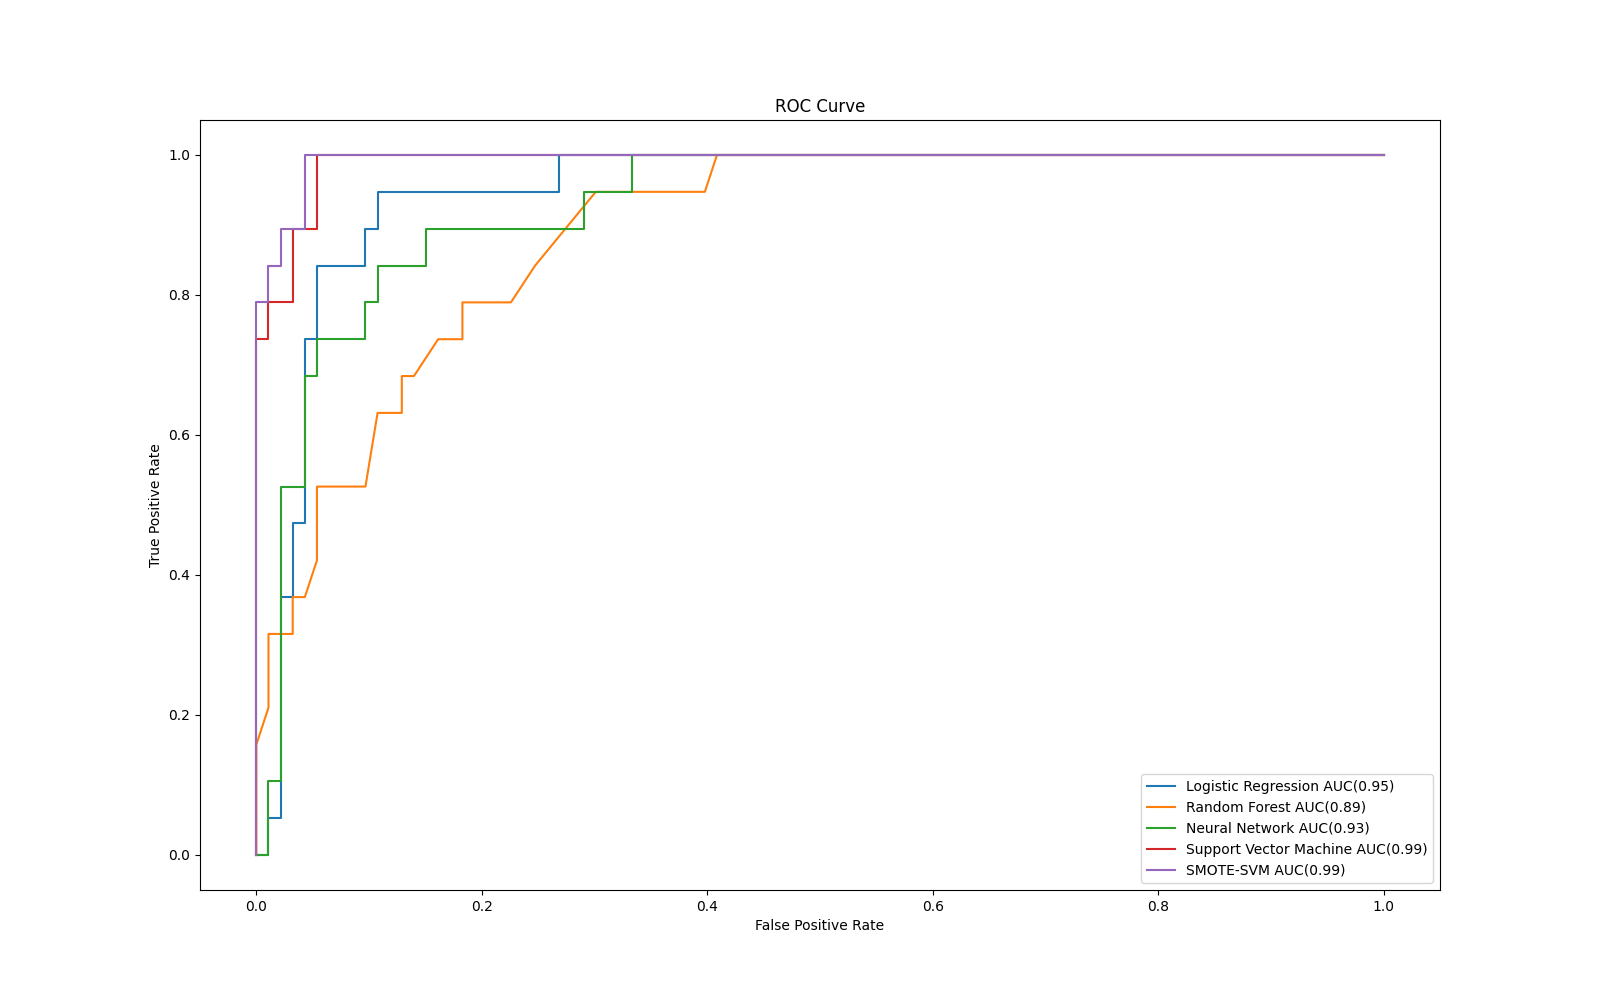 ROC Curve
1.0
0.8
0.6
0.4
0.2
0.0
True Positive Rate
0.0 0.2 0.4 0.6 0.8 1.0
False Positive Rate
Logistic Regression AUC(0.95)
Random Forest AUC(0.89)
Neural Network AUC(0.93)
Support Vector Machine AUC(0.99)
SMOTE-SVM AUC(0.99)